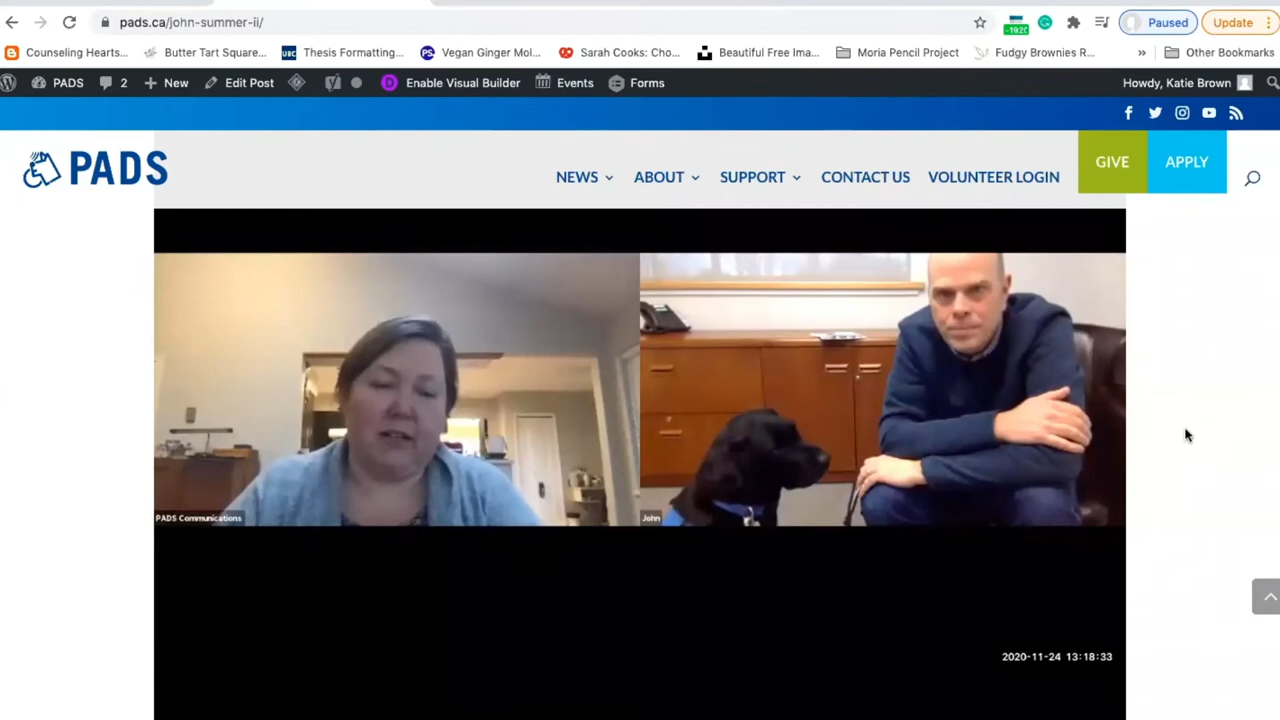 pads.ca/john-summer-ii/
-192(
Paused
Update
Counseling Hearts...
Butter Tart Square...
UBC
Thesis Formatting...
PS
Vegan Ginger Mol...
Sarah Cooks: Cho...
Beautiful Free Ima...
Moria Pencil Project
Fudgy Brownies R...
»
Other Bookmarks
PADS
2
+ New
Edit Post
D
Enable Visual Builder
Events
Forms
Howdy, Katie Brown
PADS
NEWS
ABOUT
SUPPORT
CONTACT US
VOLUNTEER LOGIN
GIVE
APPLY
PADS Communications
John
2020-11-24 13:18:33